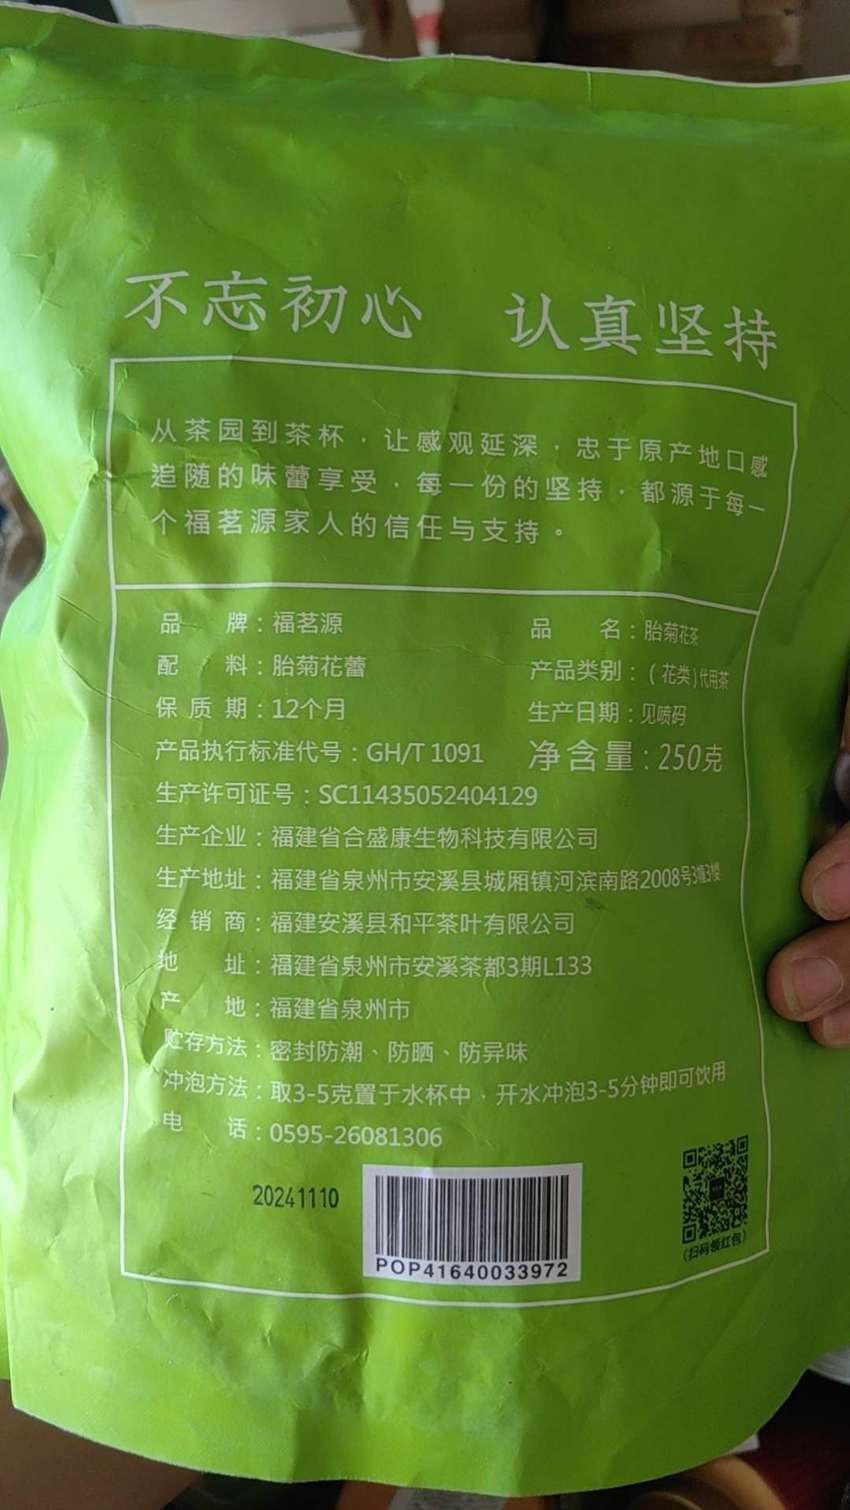 不忘初心 认真坚持
从茶园到茶杯，让感观延深，忠于原产地口感
追随的味蕾享受，每一份的坚持，都源于每一
个福茗源家人的信任与支持。
品牌：福茗源 品名：胎菊花茶
配料：胎菊花蕾 产品类别：（花类）代用茶
保质期：12个月 生产日期：见喷码
产品执行标准代号：GH/T 1091 净含量：250克
生产许可证号：SC11435052404129
生产企业：福建省合盛康生物科技有限公司
生产地址：福建省泉州市安溪县城厢镇河滨南路2008号3幢3楼
经销商：福建安溪县和平茶叶有限公司
地址：福建省泉州市安溪茶都3期L133
产地：福建省泉州市
贮存方法：密封防潮、防晒、防异味
冲泡方法：取3-5克置于水杯中，开水冲泡3-5分钟即可饮用
电话：0595-26081306
20241110
POP41640033972
（扫码领红包）